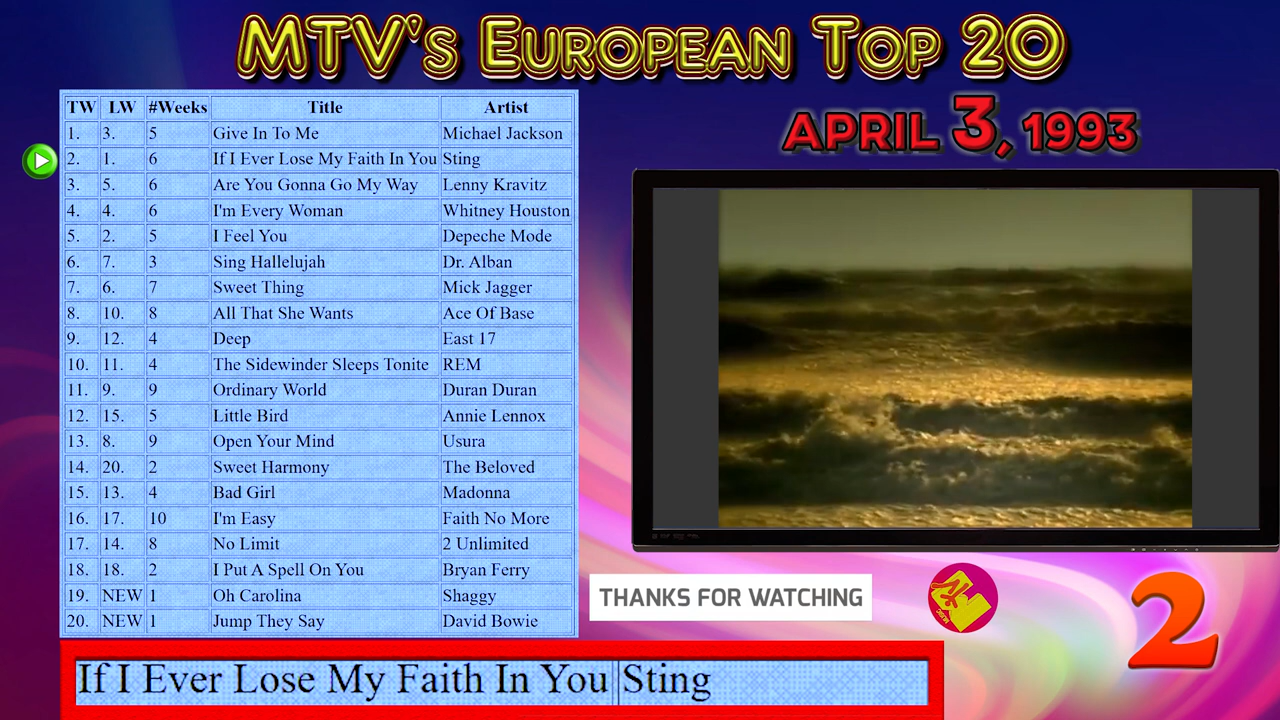 MTV's European Top 20
April 3, 1993
TW LW #Weeks Title Artist
1. 3. 5 Give In To Me Michael Jackson
2. 1. 6 If I Ever Lose My Faith In You Sting
3. 5. 6 Are You Gonna Go My Way Lenny Kravitz
4. 4. 6 I'm Every Woman Whitney Houston
5. 2. 5 I Feel You Depeche Mode
6. 7. 3 Sing Hallelujah Dr. Alban
7. 6. 7 Sweet Thing Mick Jagger
8. 10. 8 All That She Wants Ace Of Base
9. 12. 4 Deep East 17
10. 11. 4 The Sidewinder Sleeps Tonite REM
11. 9. 9 Ordinary World Duran Duran
12. 15. 5 Little Bird Annie Lennox
13. 8. 9 Open Your Mind Usura
14. 20. 2 Sweet Harmony The Beloved
15. 13. 4 Bad Girl Madonna
16. 17. 10 I'm Easy Faith No More
17. 14. 8 No Limit 2 Unlimited
18. 18. 2 I Put A Spell On You Bryan Ferry
19. NEW 1 Oh Carolina Shaggy
20. NEW 1 Jump They Say David Bowie
THANKS FOR WATCHING
2
If I Ever Lose My Faith In You Sting